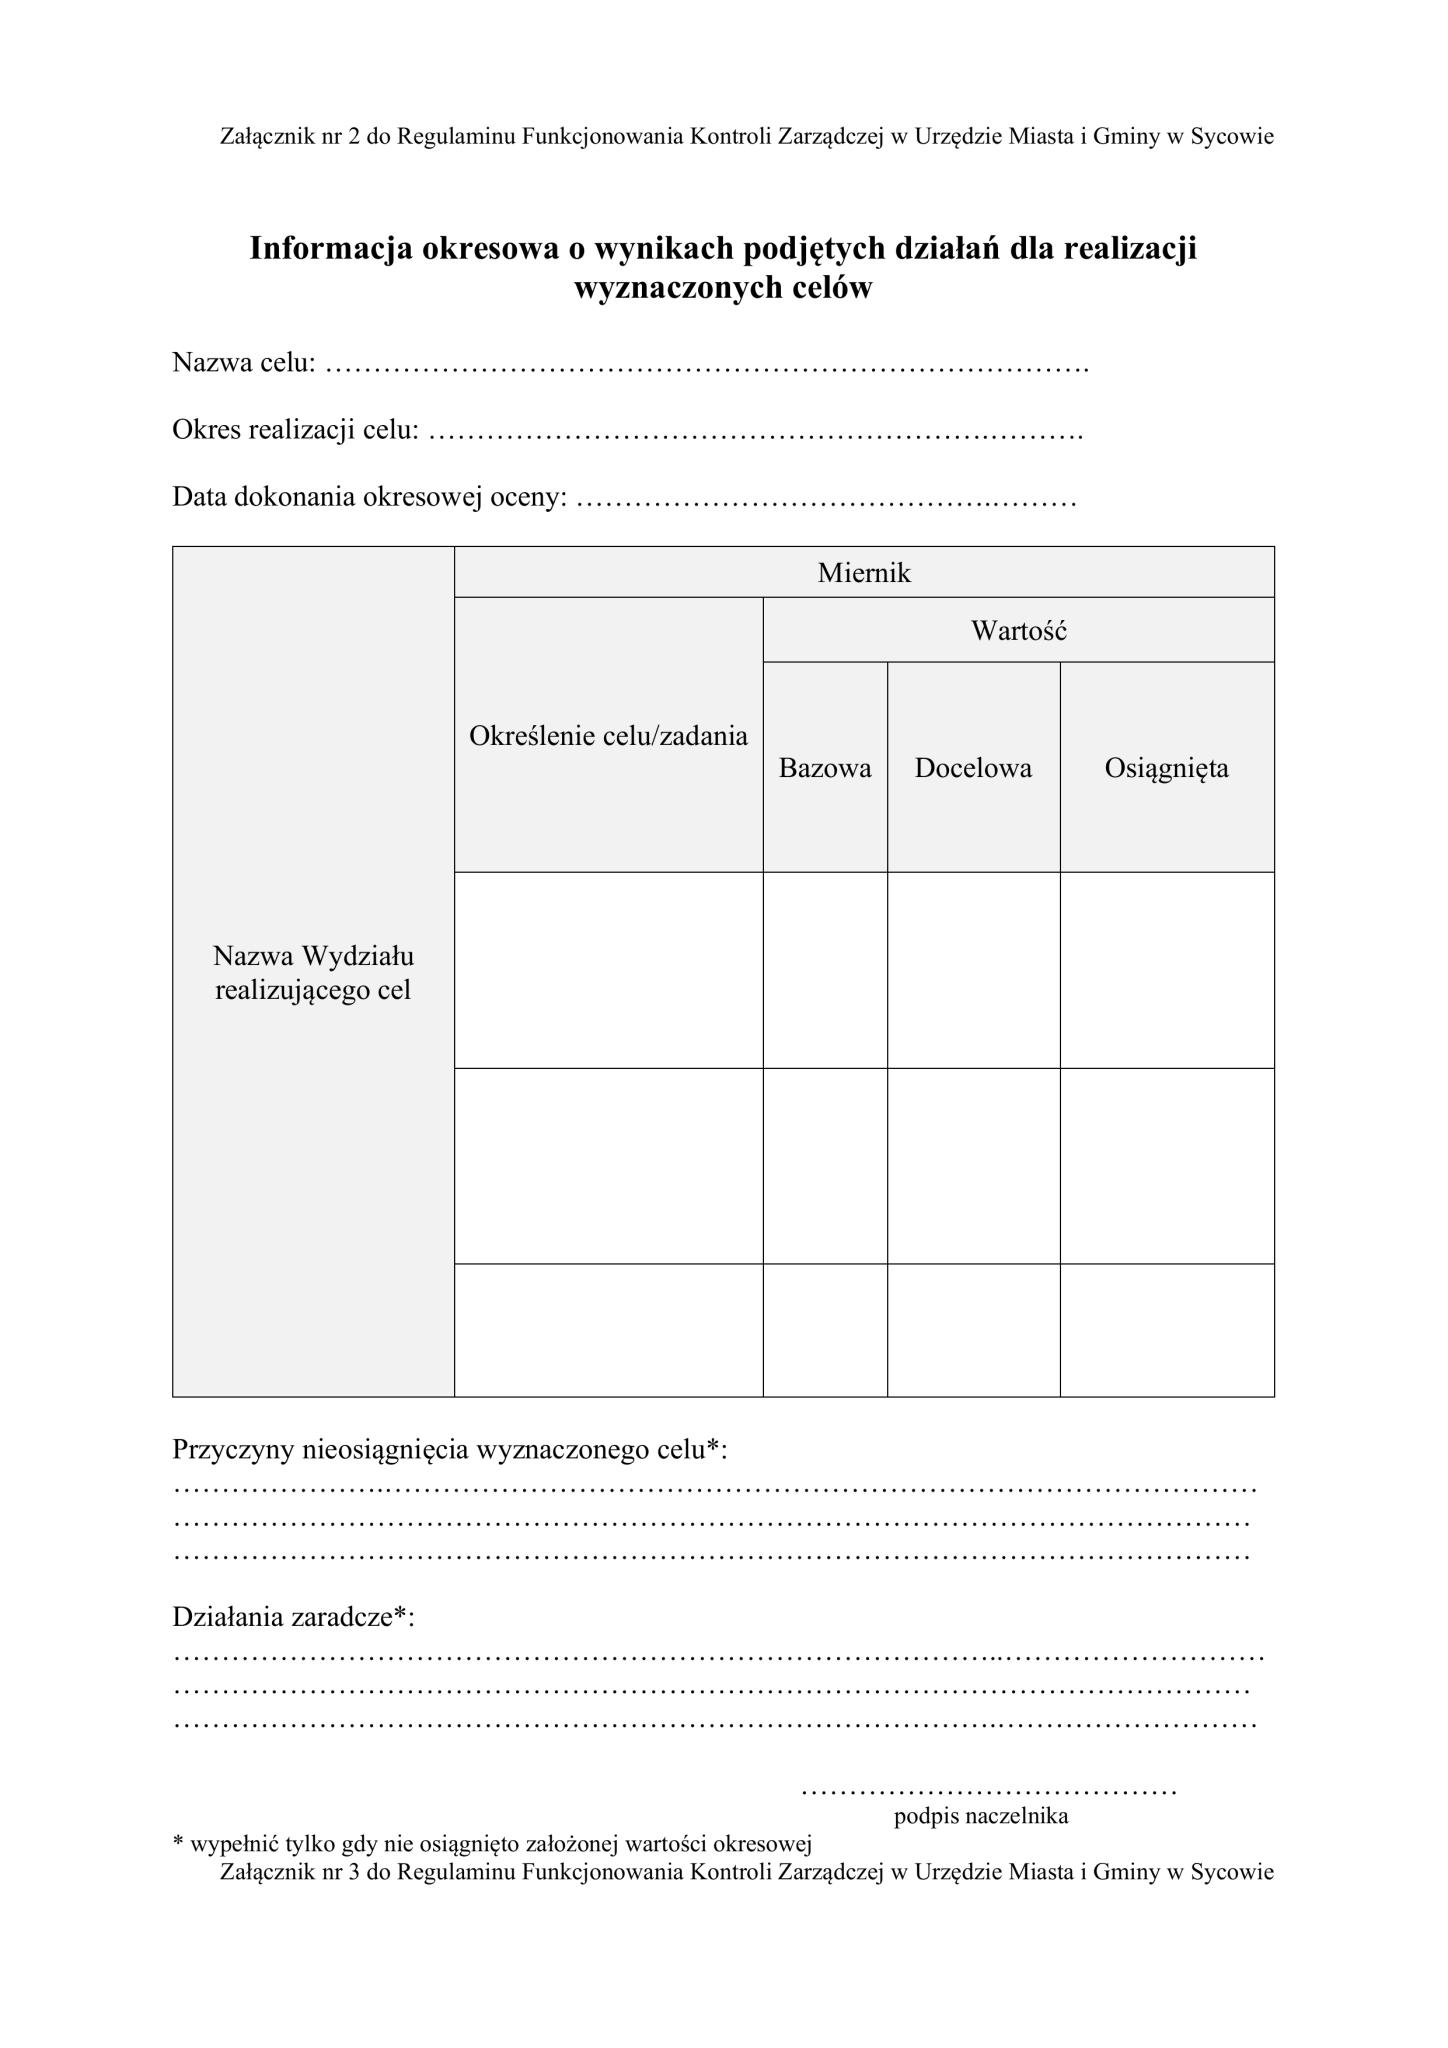 Załącznik nr 2 do Regulaminu Funkcjonowania Kontroli Zarządczej w Urzędzie Miasta i Gminy w Sycowie
Informacja okresowa o wynikach podjętych działań dla realizacji
wyznaczonych celów
Nazwa celu: …………………………………………………………………….
Okres realizacji celu: ………………………………………………….……….
Data dokonania okresowej oceny: …………………………………….………
Miernik
Wartość
Określenie celu/zadania
Bazowa Docelowa Osiągnięta
Nazwa Wydziału
realizującego cel
Przyczyny nieosiągnięcia wyznaczonego celu*:
………………….………………………………………………………………………………
…………………………………………………………………………………………………
…………………………………………………………………………………………………
Działania zaradcze*:
…………………………………………………………………………..………………………
…………………………………………………………………………………………………
………………………………………………………………………….………………………
…………………………………
podpis naczelnika
* wypełnić tylko gdy nie osiągnięto założonej wartości okresowej
Załącznik nr 3 do Regulaminu Funkcjonowania Kontroli Zarządczej w Urzędzie Miasta i Gminy w Sycowie